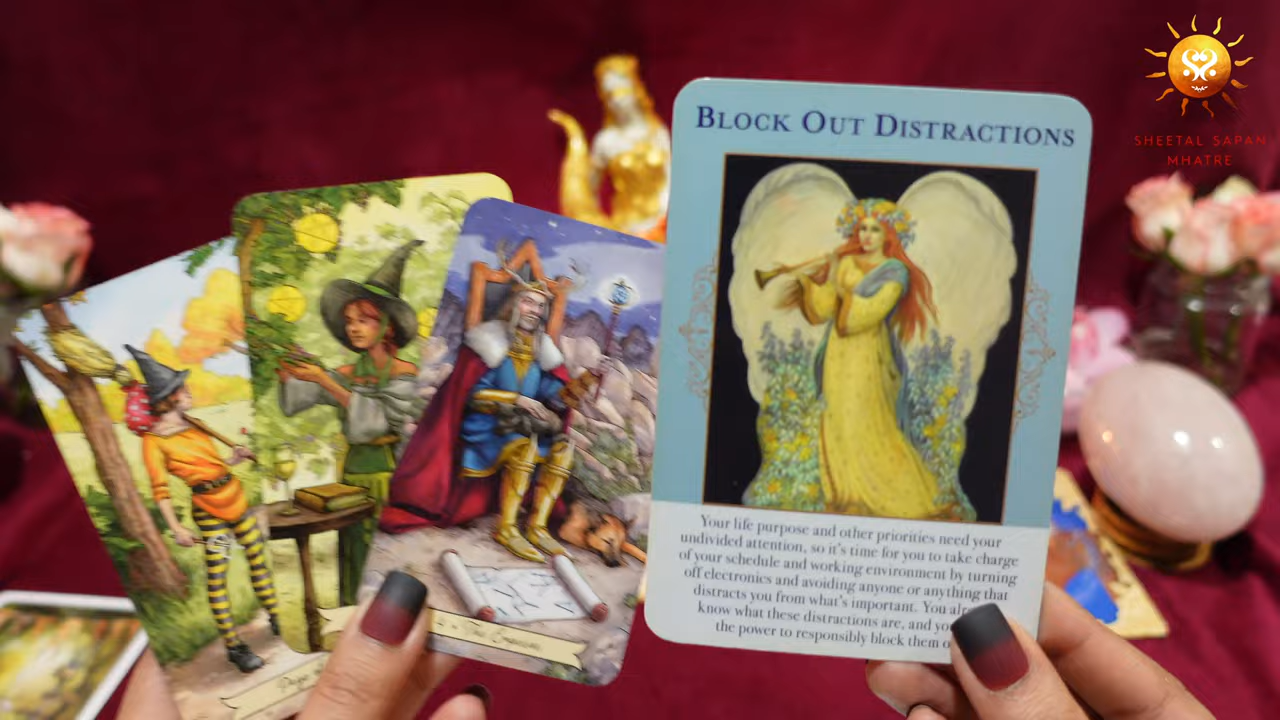 SHEETAL SAPAN
MHATRE
BLOCK OUT DISTRACTIONS
Your life purpose and other priorities need your
undivided attention, so it's time for you to take charge
of your schedule and working environment by turning
off electronics and avoiding anyone or anything that
distracts you from what's important. You
know what these distractions are, and
the power to responsibly block them
The Emperor
Page